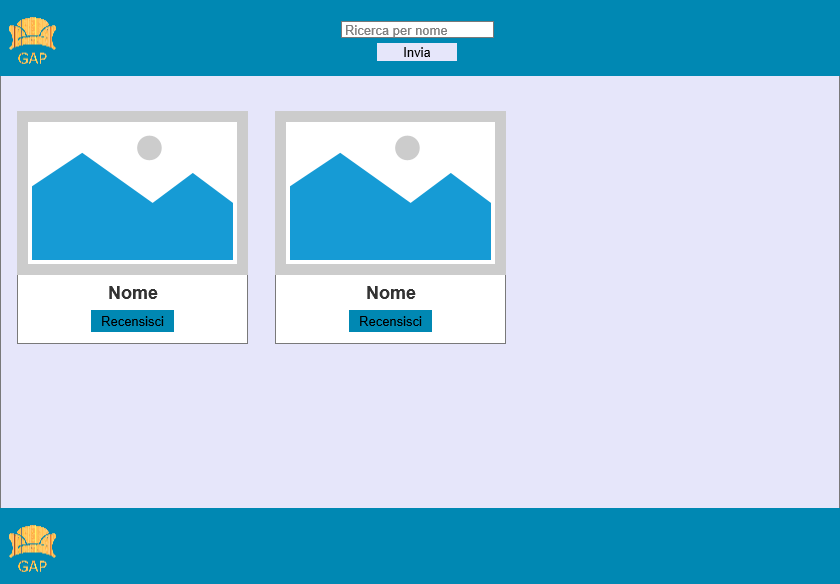 GAP
Ricerca per nome
Invia
Nome
Recensisci
Nome
Recensisci
GAP